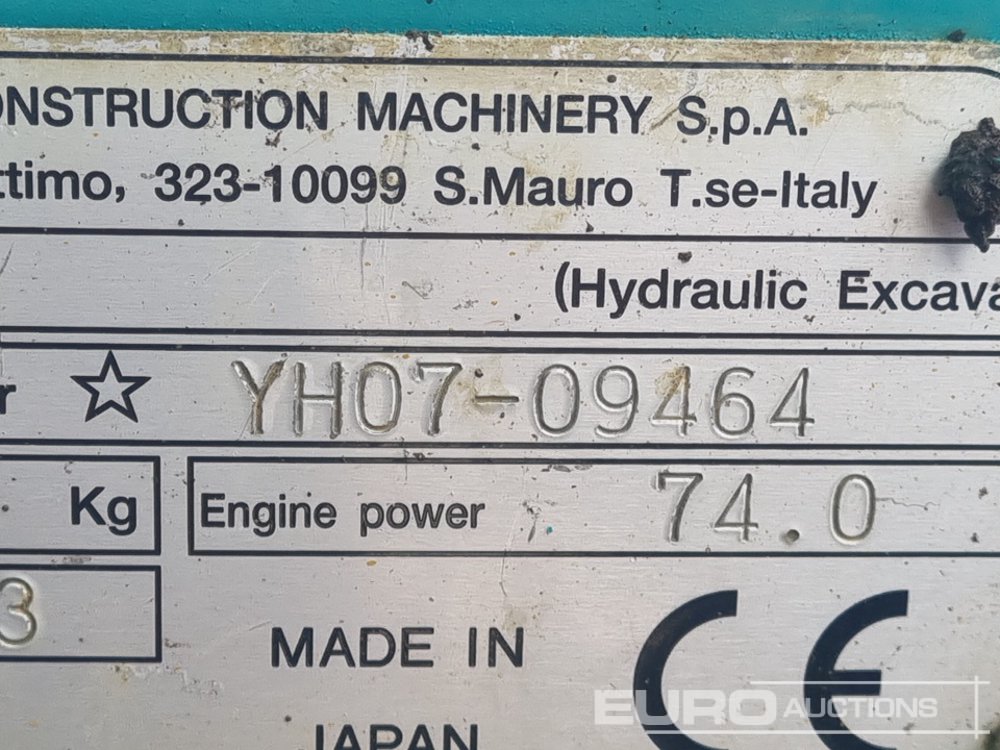 CONSTRUCTION MACHINERY S.p.A.
ttimo, 323-10099 S.Mauro T.se-Italy
(Hydraulic Excava
r ☆ YH07-09464
Kg Engine power 74.0
3
MADE IN
JAPAN
CE
EURO AUCTIONS